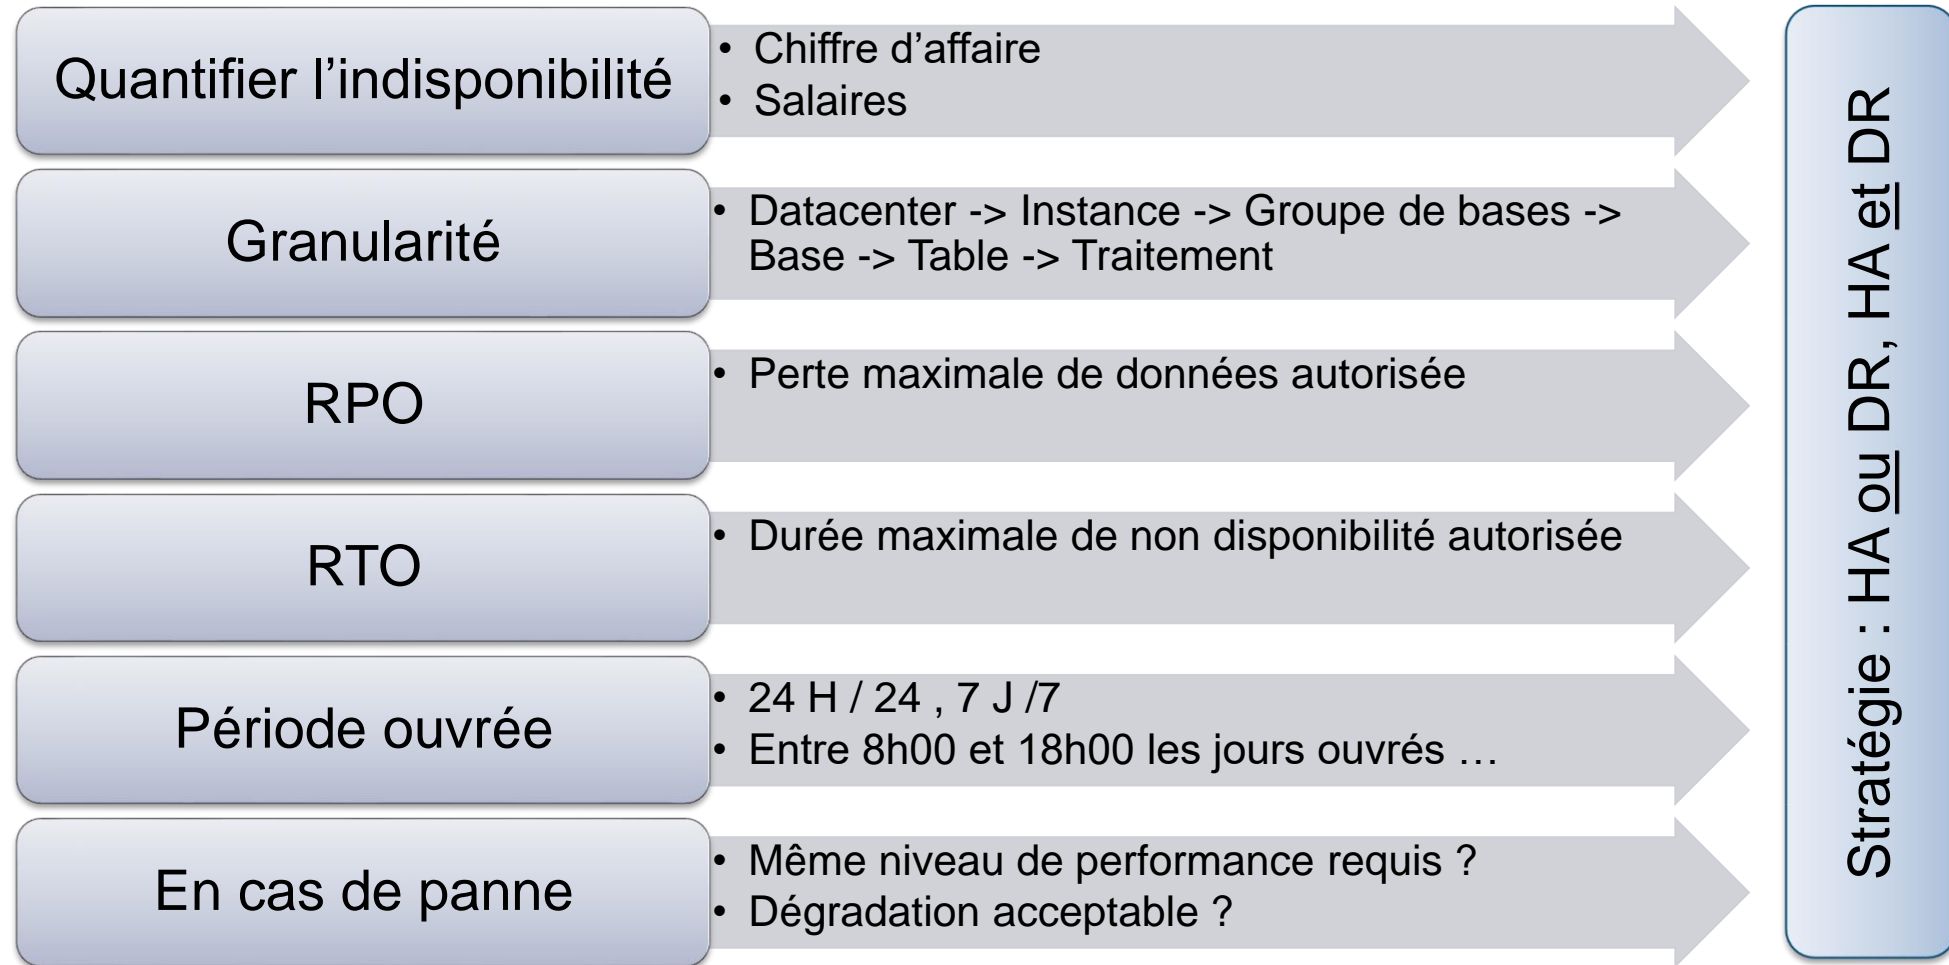 Quantifier l’indisponibilité
• Chiffre d’affaire
• Salaires
Granularité
• Datacenter -> Instance -> Groupe de bases ->
Base -> Table -> Traitement
RPO
• Perte maximale de données autorisée
RTO
• Durée maximale de non disponibilité autorisée
Période ouvrée
• 24 H / 24 , 7 J /7
• Entre 8h00 et 18h00 les jours ouvrés …
En cas de panne
• Même niveau de performance requis ?
• Dégradation acceptable ?
Stratégie : HA ou DR, HA et DR